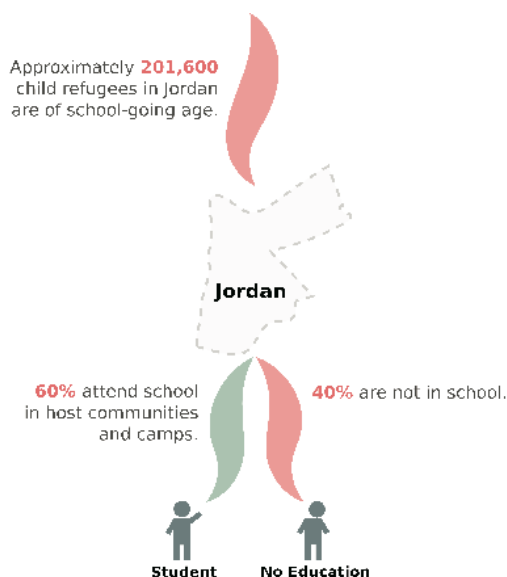 Approximately 201,600
child refugees in Jordan
are of school-going age.
Jordan
60% attend school
in host communities
and camps.
40% are not in school.
Student
No Education